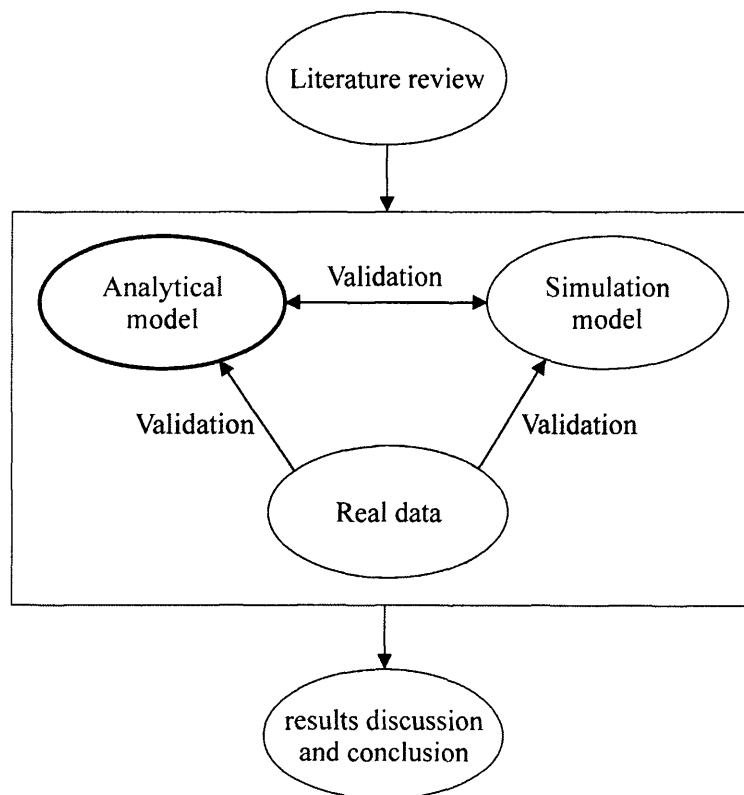 Literature review
Validation
Analytical
model
Simulation
model
Validation
Validation
Real data
results discussion
and conclusion